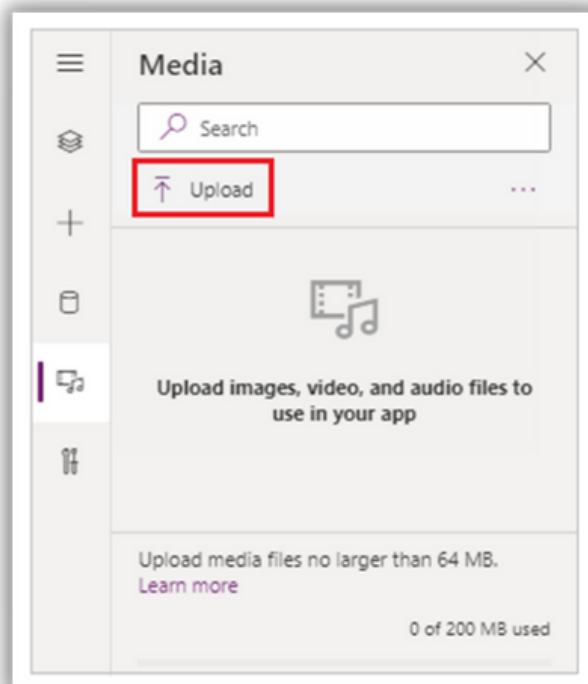 Media
Search
Upload
Upload images, video, and audio files to
use in your app
Upload media files no larger than 64 MB.
Learn more
0 of 200 MB used